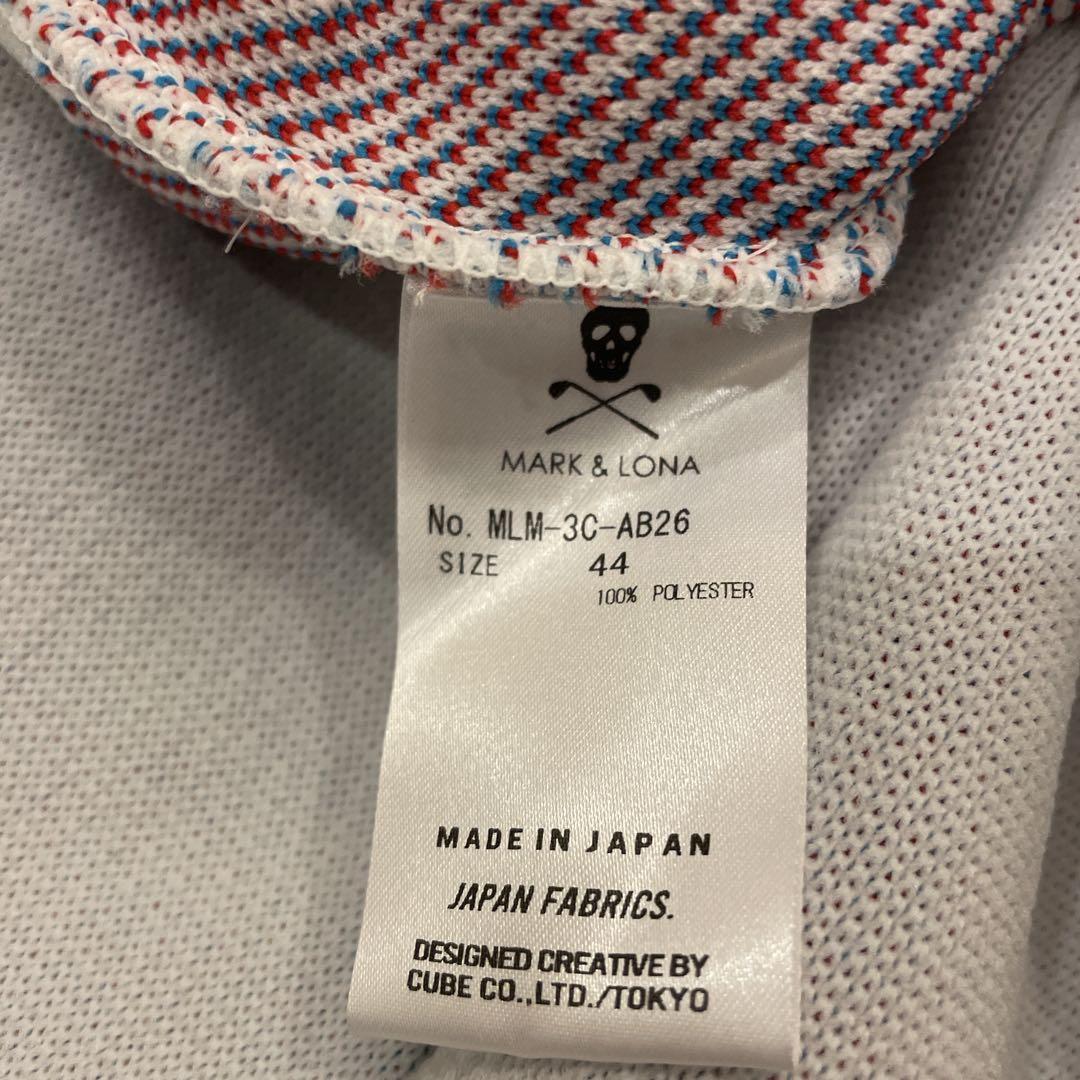 MARK & LONA
No. MLM-3C-AB26
SIZE 44
100% POLYESTER
MADE IN JAPAN
JAPAN FABRICS.
DESIGNED CREATIVE BY
CUBE CO.,LTD./TOKYO